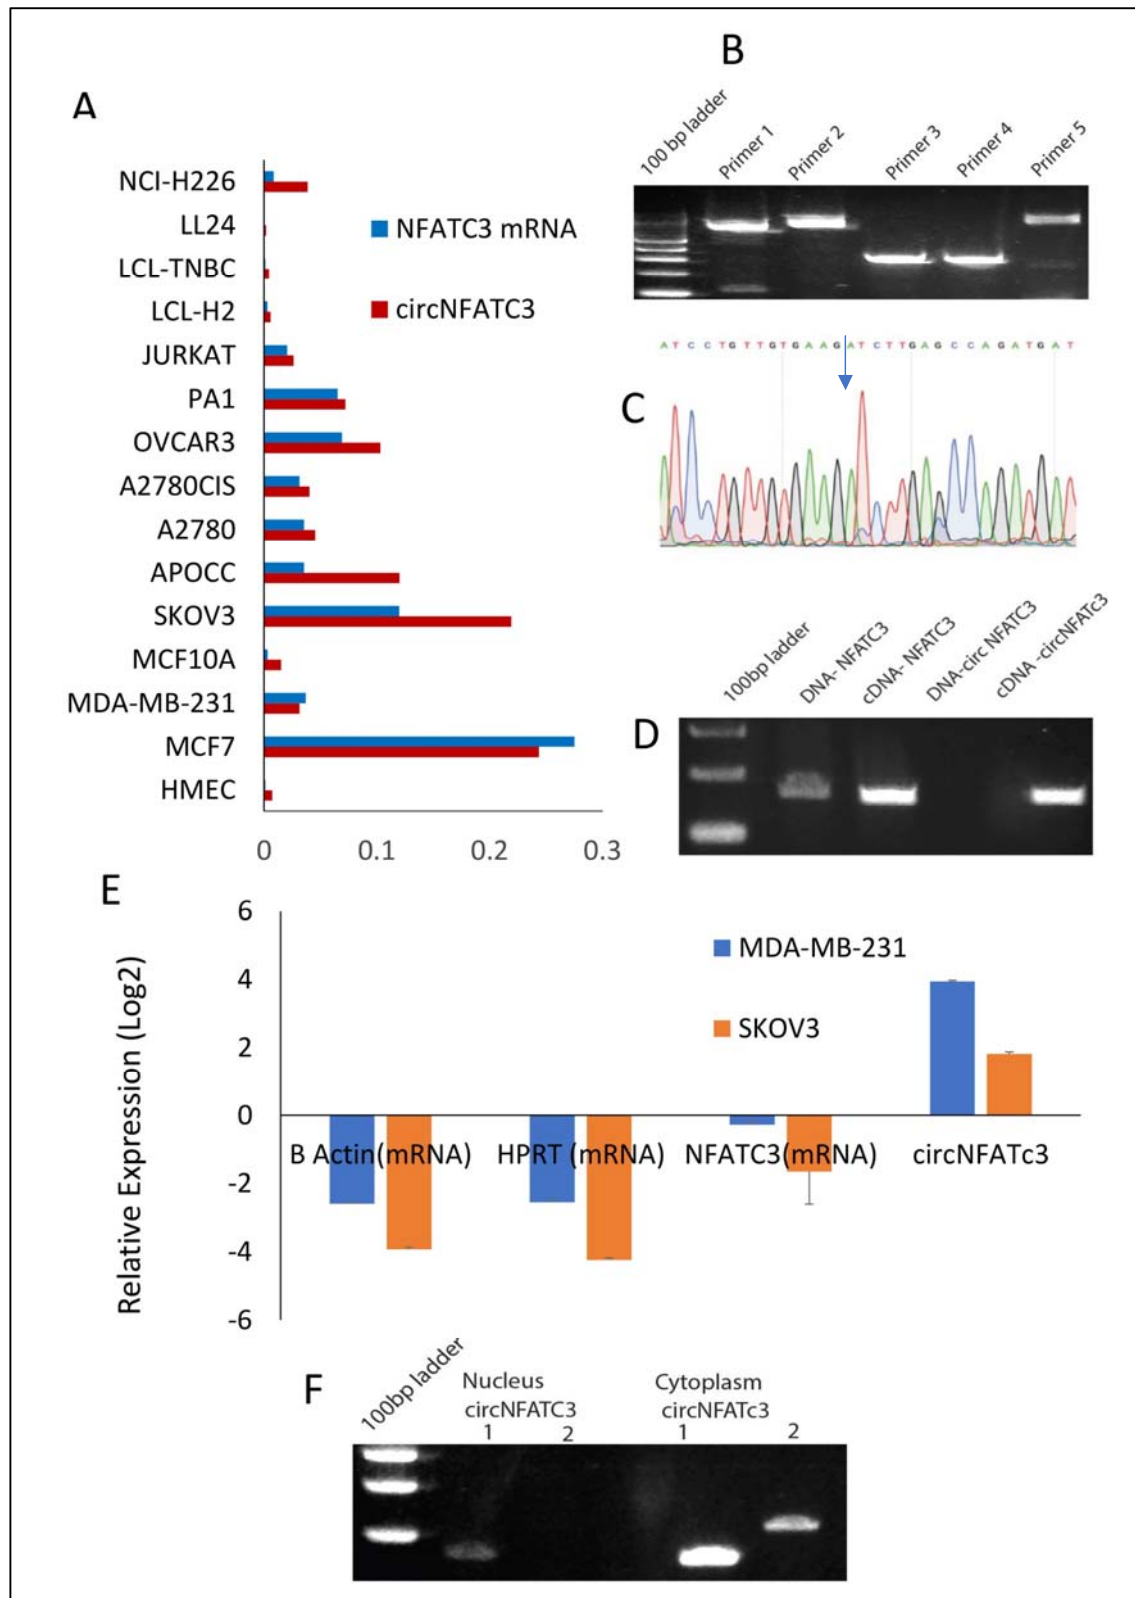 A
NCI-H226
LL24
LCL-TNBC
LCL-H2
JURKAT
PA1
OVCAR3
A2780CIS
A2780
APOCC
SKOV3
MCF10A
MDA-MB-231
MCF7
HMEC
0 0.1 0.2 0.3
NFATC3 mRNA
circNFATC3
B
100 bp ladder
Primer 1
Primer 2
Primer 3
Primer 4
Primer 5
C
ATCCTGTTGTGAAGATCTTGAGCCAGATGAT
D
100bp ladder
DNA- NFATC3
cDNA- NFATC3
DNA-circ NFATC3
cDNA -circNFATc3
E
Relative Expression (Log2)
6
4
2
0
-2
-4
-6
MDA-MB-231
SKOV3
B Actin(mRNA) HPRT (mRNA) NFATC3(mRNA) circNFATc3
F
100bp ladder
Nucleus
circNFATC3
1 2
Cytoplasm
circNFATc3
1 2